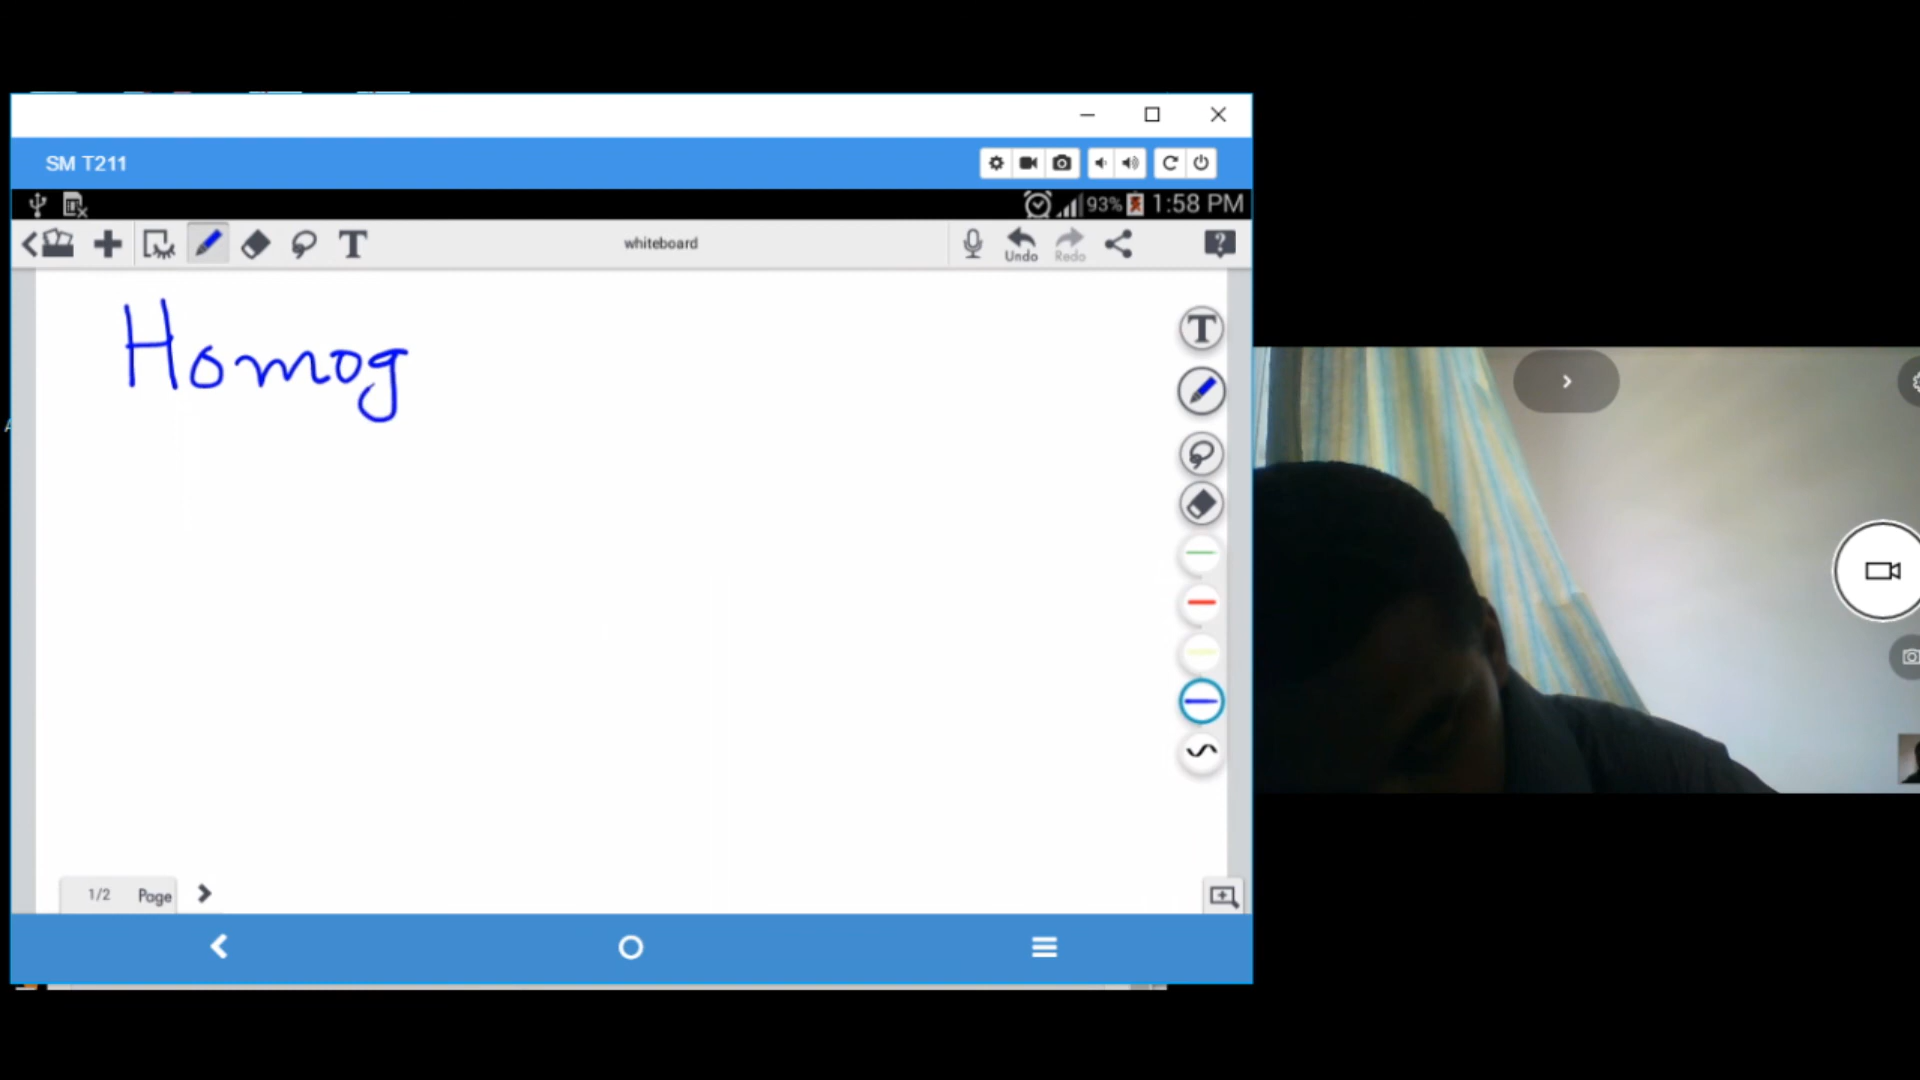 SM T211
93% 1:58 PM
T whiteboard Undo Redo ?
Homog
T
1/2 Page